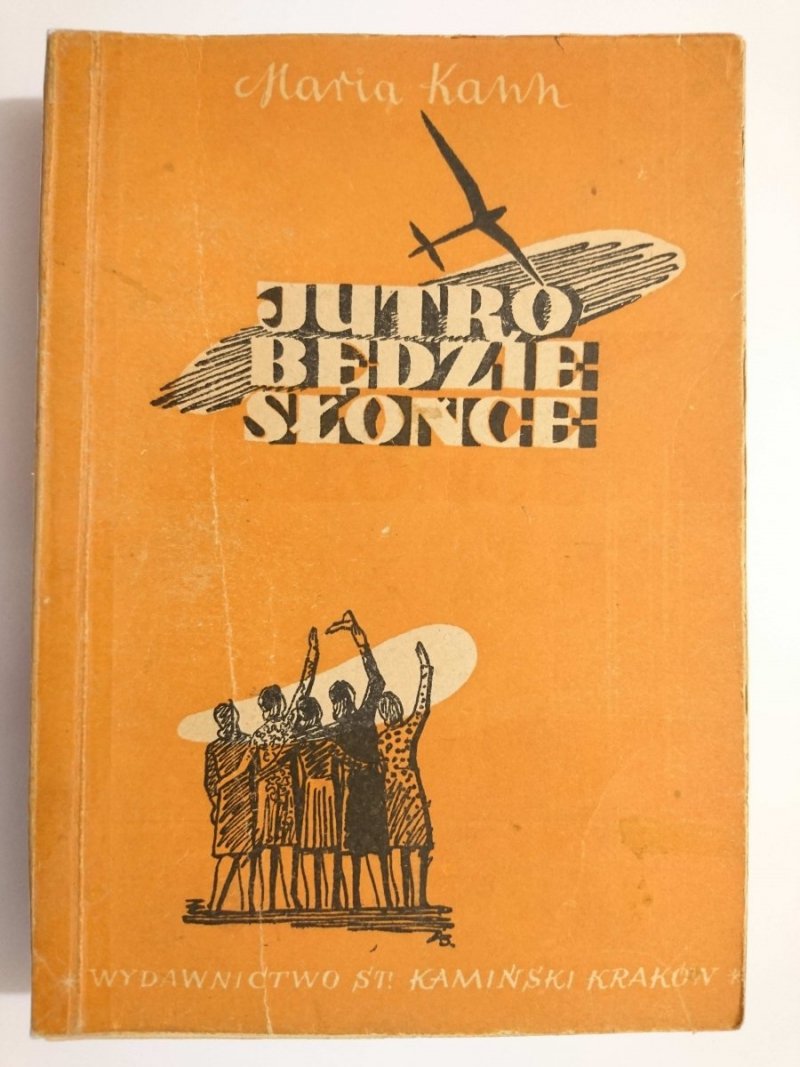 Maria Kann
JUTRO
BĘDZIE
SŁOŃCE
* WYDAWNICTWO ST. KAMIŃSKI KRAKÓW *